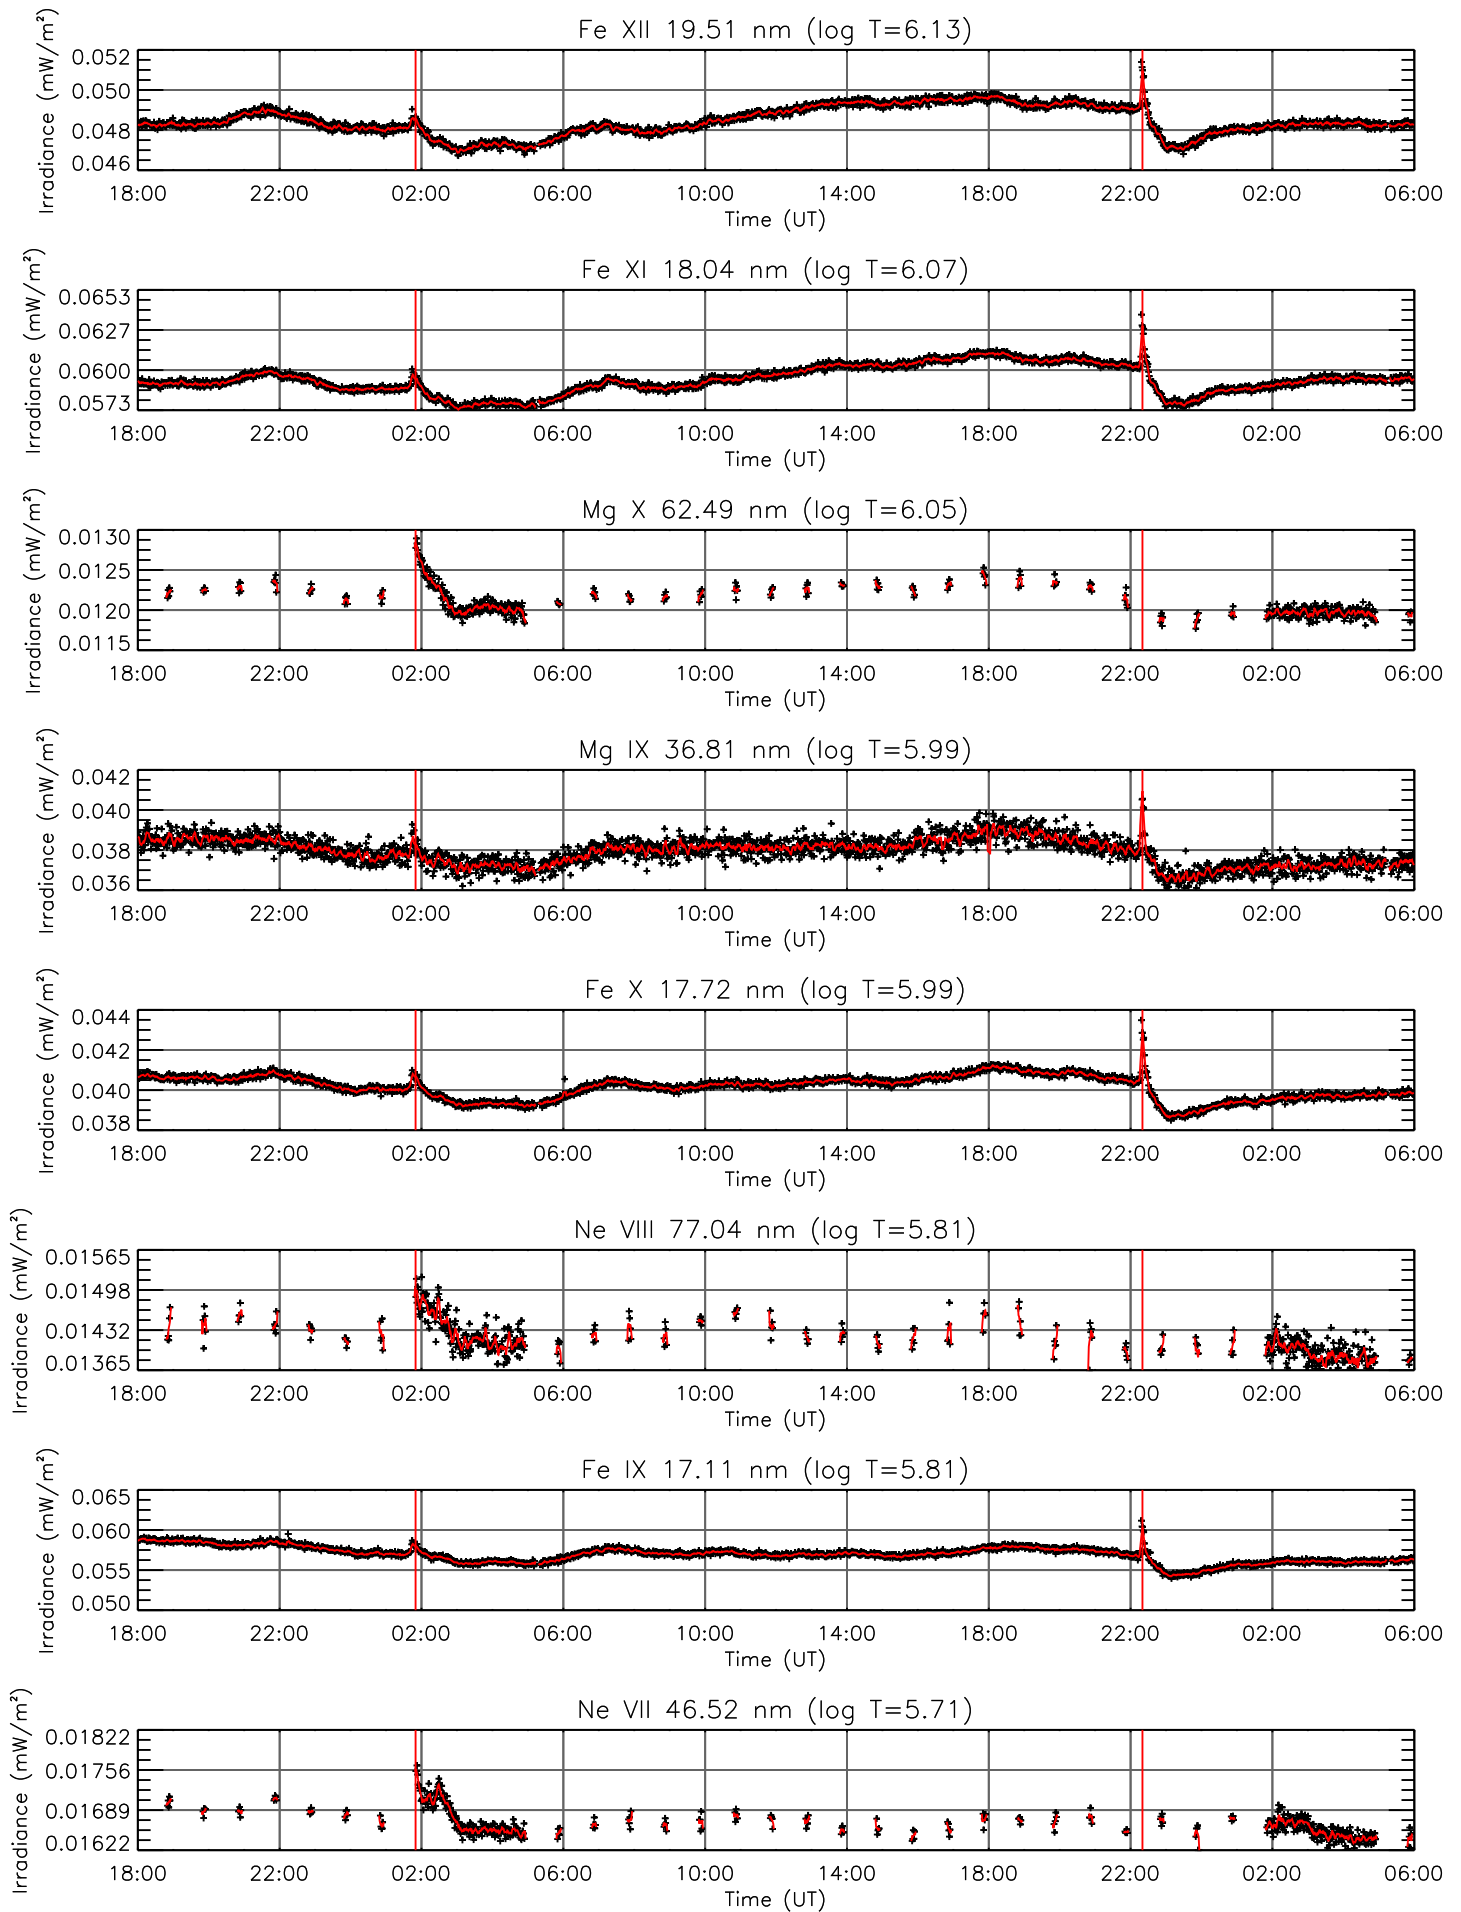 Fe XII 19.51 nm (log T=6.13)
Irradiance (mW/m²)
0.052
0.050
0.048
0.046
18:00 22:00 02:00 06:00 10:00 14:00 18:00 22:00 02:00 06:00
Time (UT)
Fe XI 18.04 nm (log T=6.07)
Irradiance (mW/m²)
0.0653
0.0627
0.0600
0.0573
18:00 22:00 02:00 06:00 10:00 14:00 18:00 22:00 02:00 06:00
Time (UT)
Mg X 62.49 nm (log T=6.05)
Irradiance (mW/m²)
0.0130
0.0125
0.0120
0.0115
18:00 22:00 02:00 06:00 10:00 14:00 18:00 22:00 02:00 06:00
Time (UT)
Mg IX 36.81 nm (log T=5.99)
Irradiance (mW/m²)
0.042
0.040
0.038
0.036
18:00 22:00 02:00 06:00 10:00 14:00 18:00 22:00 02:00 06:00
Time (UT)
Fe X 17.72 nm (log T=5.99)
Irradiance (mW/m²)
0.044
0.042
0.040
0.038
18:00 22:00 02:00 06:00 10:00 14:00 18:00 22:00 02:00 06:00
Time (UT)
Ne VIII 77.04 nm (log T=5.81)
Irradiance (mW/m²)
0.01565
0.01498
0.01432
0.01365
18:00 22:00 02:00 06:00 10:00 14:00 18:00 22:00 02:00 06:00
Time (UT)
Fe IX 17.11 nm (log T=5.81)
Irradiance (mW/m²)
0.065
0.060
0.055
0.050
18:00 22:00 02:00 06:00 10:00 14:00 18:00 22:00 02:00 06:00
Time (UT)
Ne VII 46.52 nm (log T=5.71)
Irradiance (mW/m²)
0.01822
0.01756
0.01689
0.01622
18:00 22:00 02:00 06:00 10:00 14:00 18:00 22:00 02:00 06:00
Time (UT)